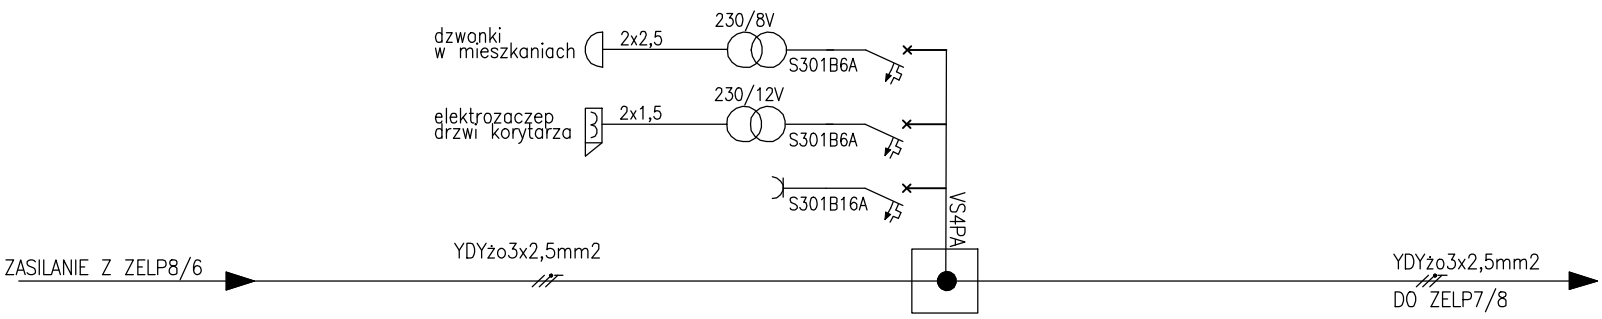 230/8V
dzwonki
w mieszkaniach
2x2,5
S301B6A
230/12V
elektrozaczep
drzwi korytarza
2x1,5
S301B6A
S301B16A
VS4PA
YDYżo3x2,5mm2
ZASILANIE Z ZELP8/6
YDYżo3x2,5mm2
DO ZELP7/8